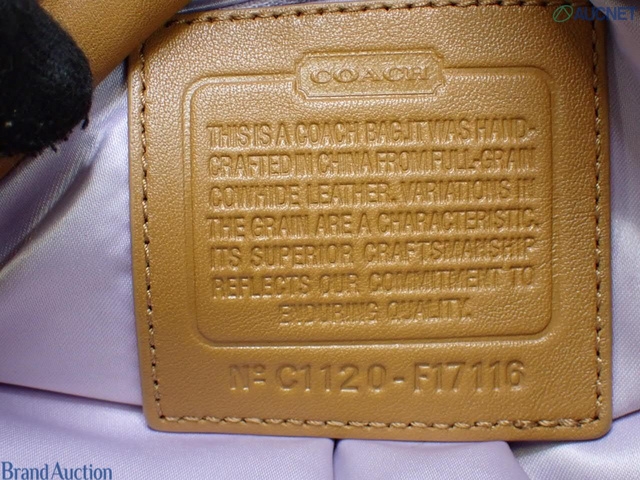 AUCNET
COACH
THIS IS A COACH BAG. IT WAS HAND-
CRAFTED IN CHINA FROM FULL-GRAIN
COWHIDE LEATHER. VARIATIONS IN
THE GRAIN ARE A CHARACTERISTIC.
ITS SUPERIOR CRAFTSMANSHIP
REFLECTS OUR COMMITMENT TO
ENDURING QUALITY.
Nº C1120-F17116
Brand Auction